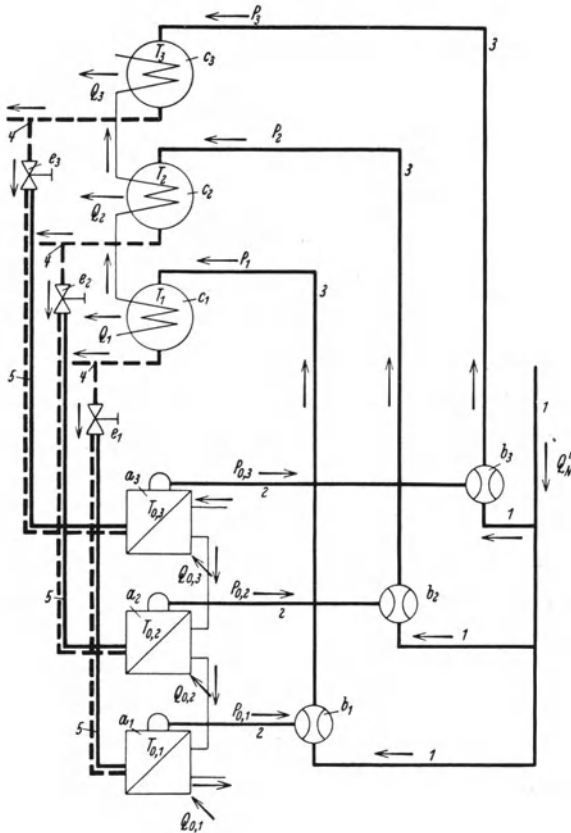 P₃
3
T₃
c₃
Q₃
4
e₃
P₂
3
T₂
c₂
Q₂
4
e₂
P₁
3
T₁
c₁
Q₁
4
5
e₁
1
a₃
P₀,₃
b₃
T₀,₃
2
1
Q₀,₃
a₂
P₀,₂
b₂
5
T₀,₂
2
1
Q₀,₂
a₁
P₀,₁
b₁
5
T₀,₁
2
1
Q₀,₁